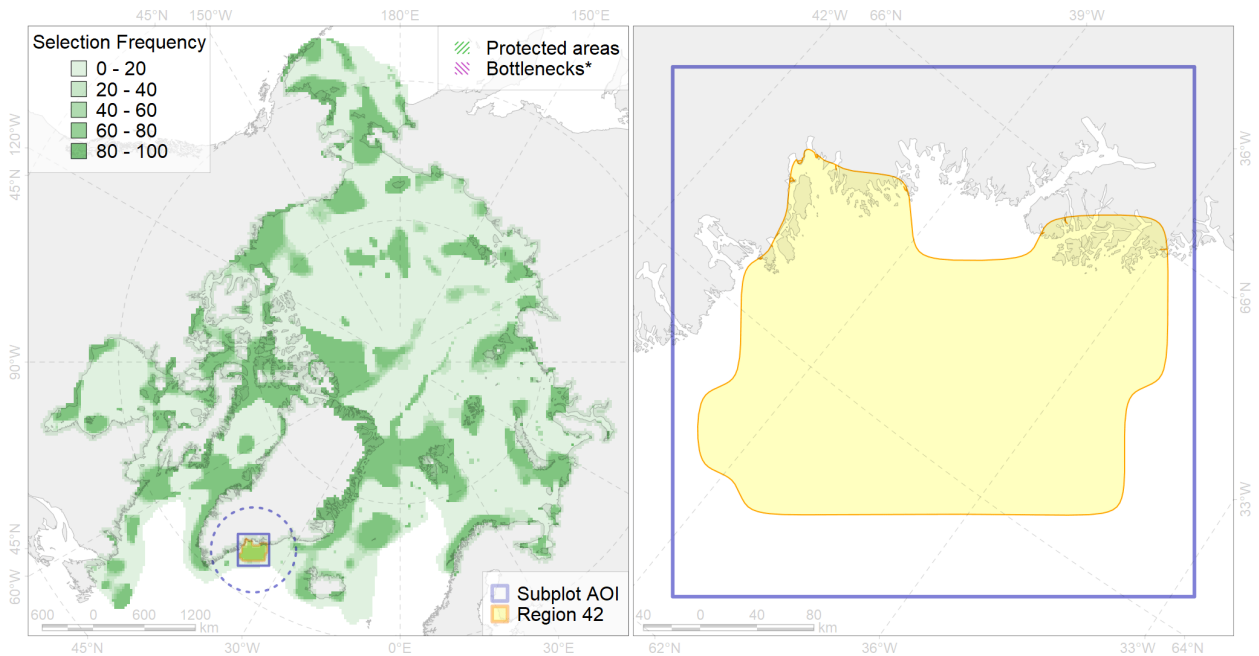 45°N 150°W 180°E 150°E
42°W 66°N 39°W
Selection Frequency
0 - 20
20 - 40
40 - 60
60 - 80
80 - 100
Protected areas
Bottlenecks*
120°W
45°N
90°W
45°N
60°W
36°W
66°N
33°W
Subplot AOI
Region 42
600 0 600 1200
km
40 0 40 80
km
45°N 30°W 0°E 30°E
62°N 36°W 33°W 64°N